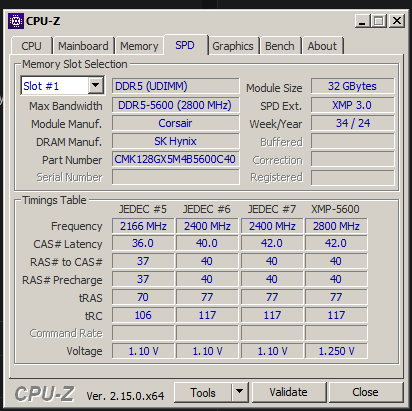 CPU-Z
CPU Mainboard Memory SPD Graphics Bench About
Memory Slot Selection
Slot #1 DDR5 (UDIMM) Module Size 32 GBytes
Max Bandwidth DDR5-5600 (2800 MHz) SPD Ext. XMP 3.0
Module Manuf. Corsair Week/Year 34 / 24
DRAM Manuf. SK Hynix Buffered
Part Number CMK128GX5M4B5600C40 Correction
Serial Number Registered
Timings Table
JEDEC #5 JEDEC #6 JEDEC #7 XMP-5600
Frequency 2166 MHz 2400 MHz 2400 MHz 2800 MHz
CAS# Latency 36.0 40.0 42.0 42.0
RAS# to CAS# 37 40 40 40
RAS# Precharge 37 40 40 40
tRAS 70 77 77 77
tRC 106 117 117 117
Command Rate
Voltage 1.10 V 1.10 V 1.10 V 1.250 V
CPU-Z Ver. 2.15.0.x64 Tools Validate Close